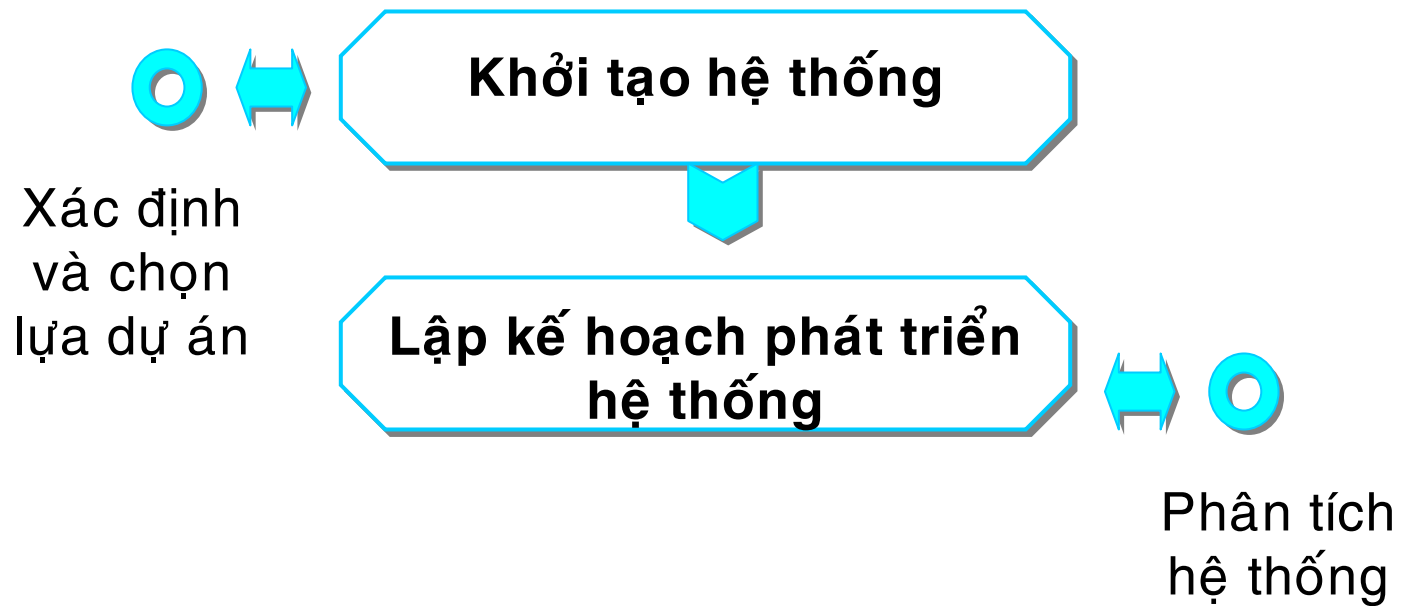 Khởi tạo hệ thống
Xác định
và chọn
lựa dự án
Lập kế hoạch phát triển
hệ thống
Phân tích
hệ thống